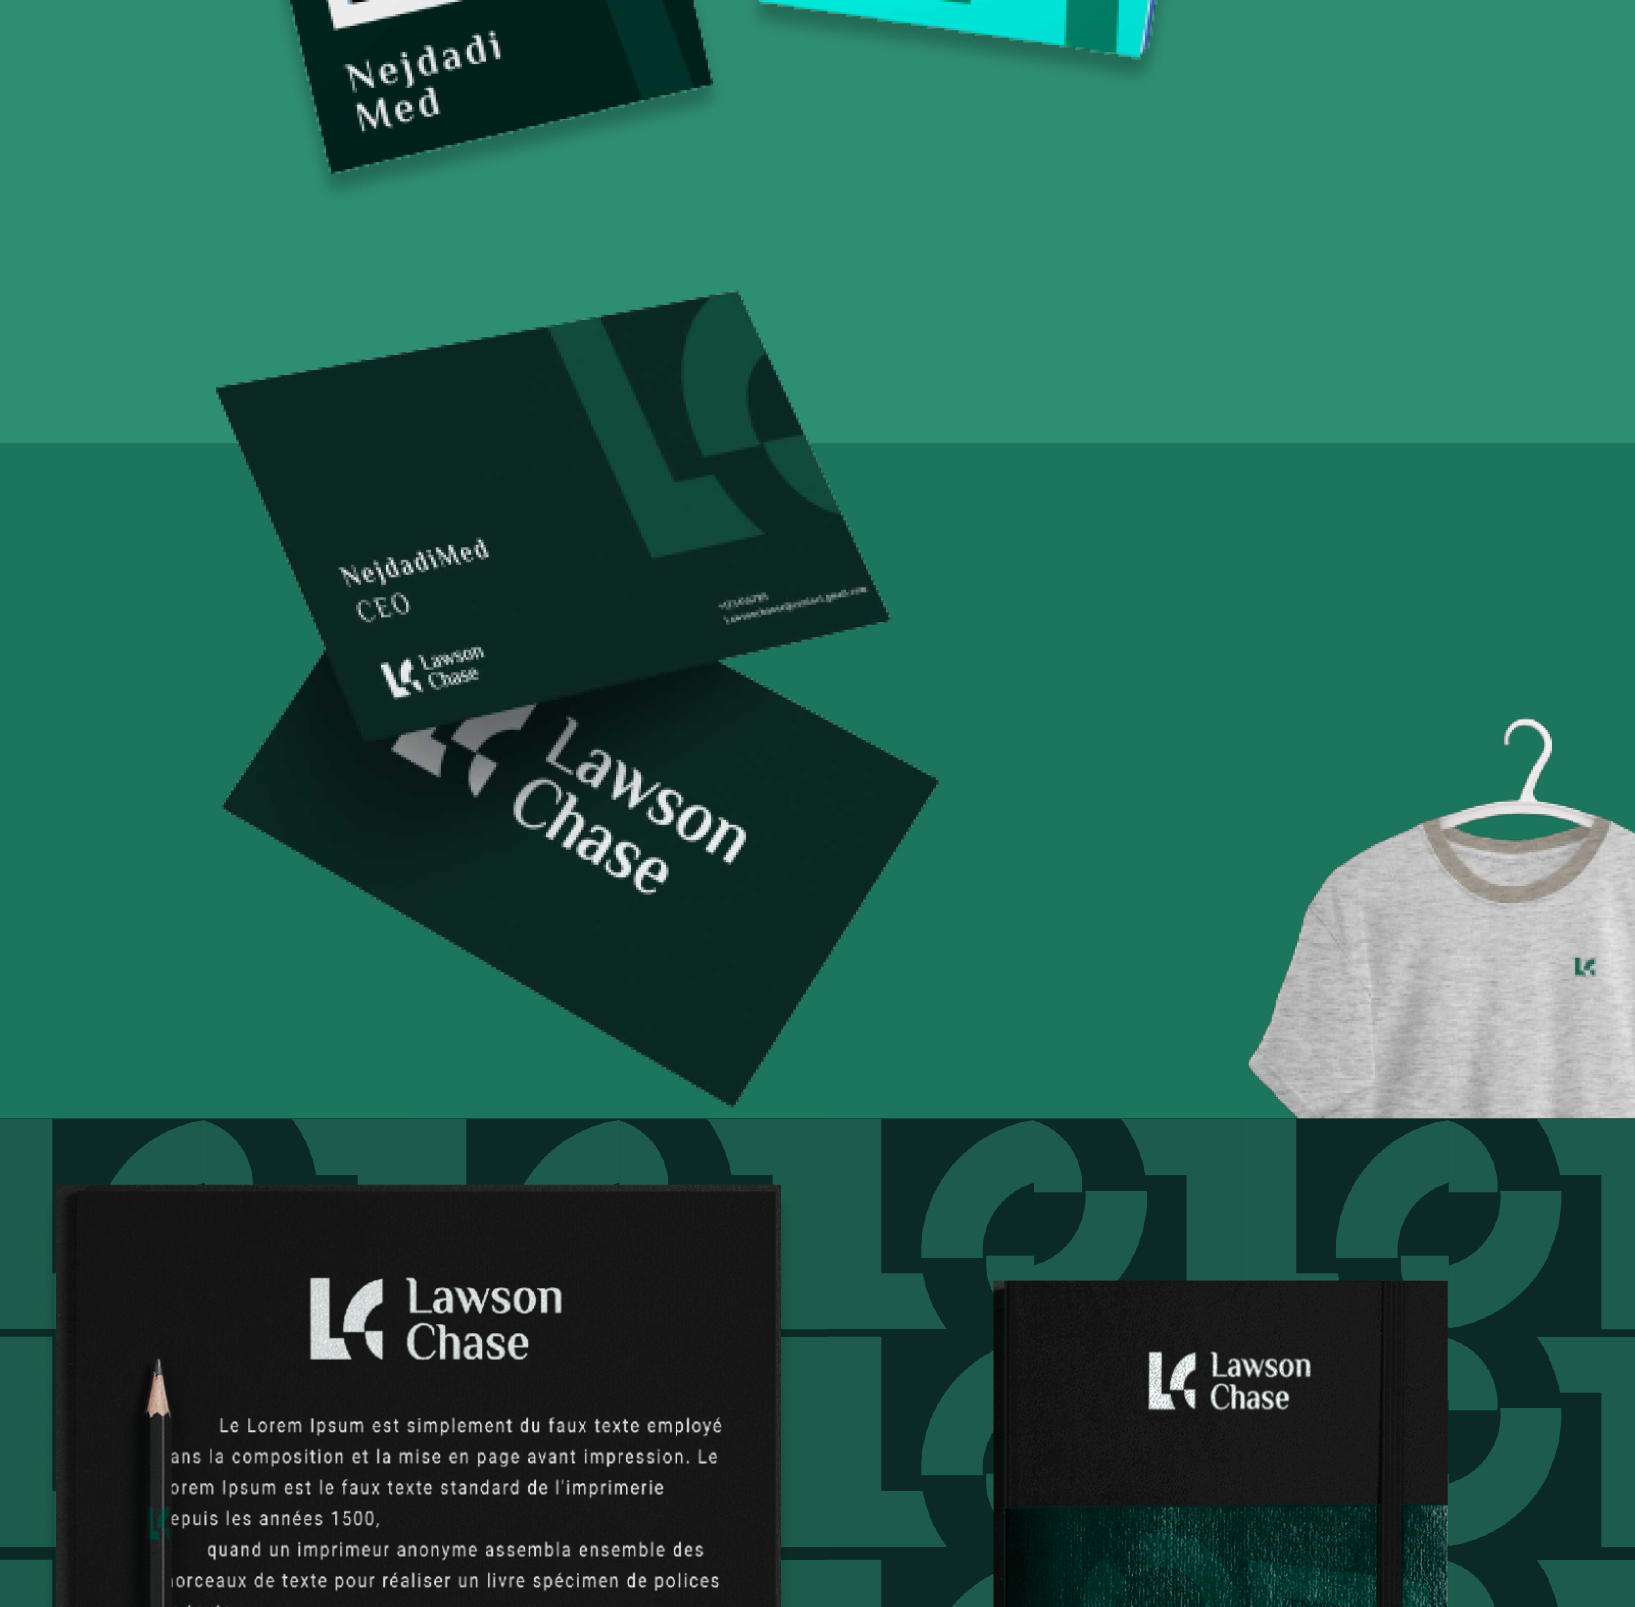 Nejdadi
Med
NejdadiMed
CEO
Lawson
Chase
Lawson
Chase
Lawson
Chase
Le Lorem Ipsum est simplement du faux texte employé
ans la composition et la mise en page avant impression. Le
orem Ipsum est le faux texte standard de l'imprimerie
epuis les années 1500,
quand un imprimeur anonyme assembla ensemble des
orceaux de texte pour réaliser un livre spécimen de polices
Lawson
Chase